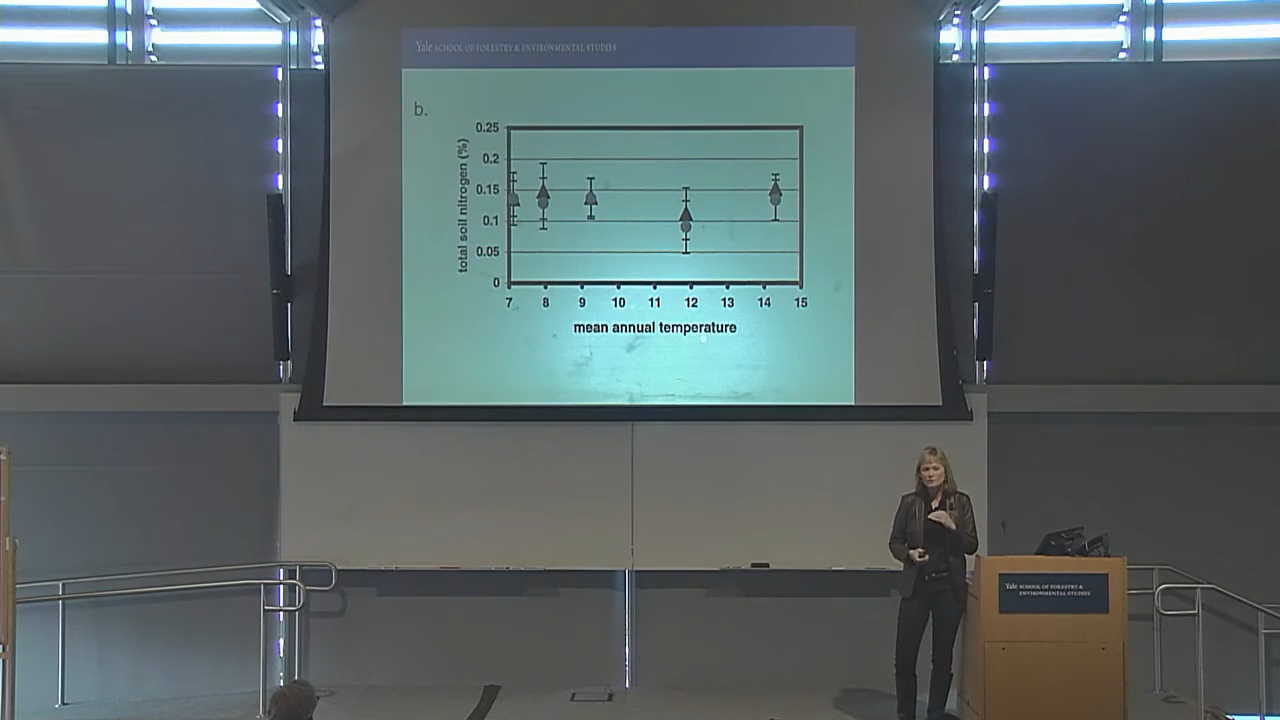 Yale SCHOOL OF FORESTRY & ENVIRONMENTAL STUDIES
b.
total soil nitrogen (%)
0.25
0.2
0.15
0.1
0.05
0
7 8 9 10 11 12 13 14 15
mean annual temperature
Yale SCHOOL OF FORESTRY &
ENVIRONMENTAL STUDIES